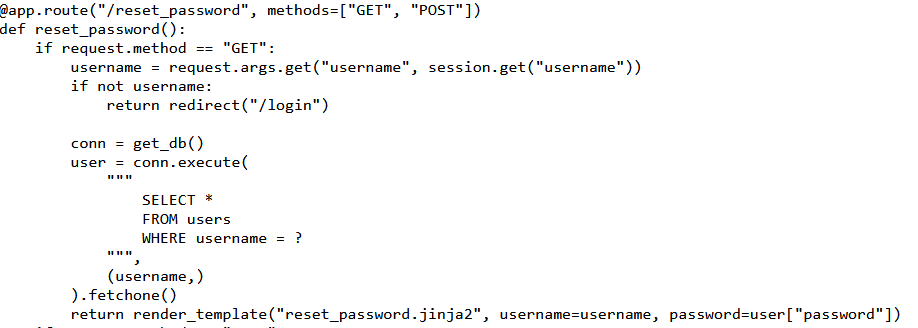 @app.route("/reset_password", methods=["GET", "POST"])
def reset_password():
    if request.method == "GET":
        username = request.args.get("username", session.get("username"))
        if not username:
            return redirect("/login")

        conn = get_db()
        user = conn.execute(
            """
                SELECT *
                FROM users
                WHERE username = ?
            """,
            (username,)
        ).fetchone()
        return render_template("reset_password.jinja2", username=username, password=user["password"])